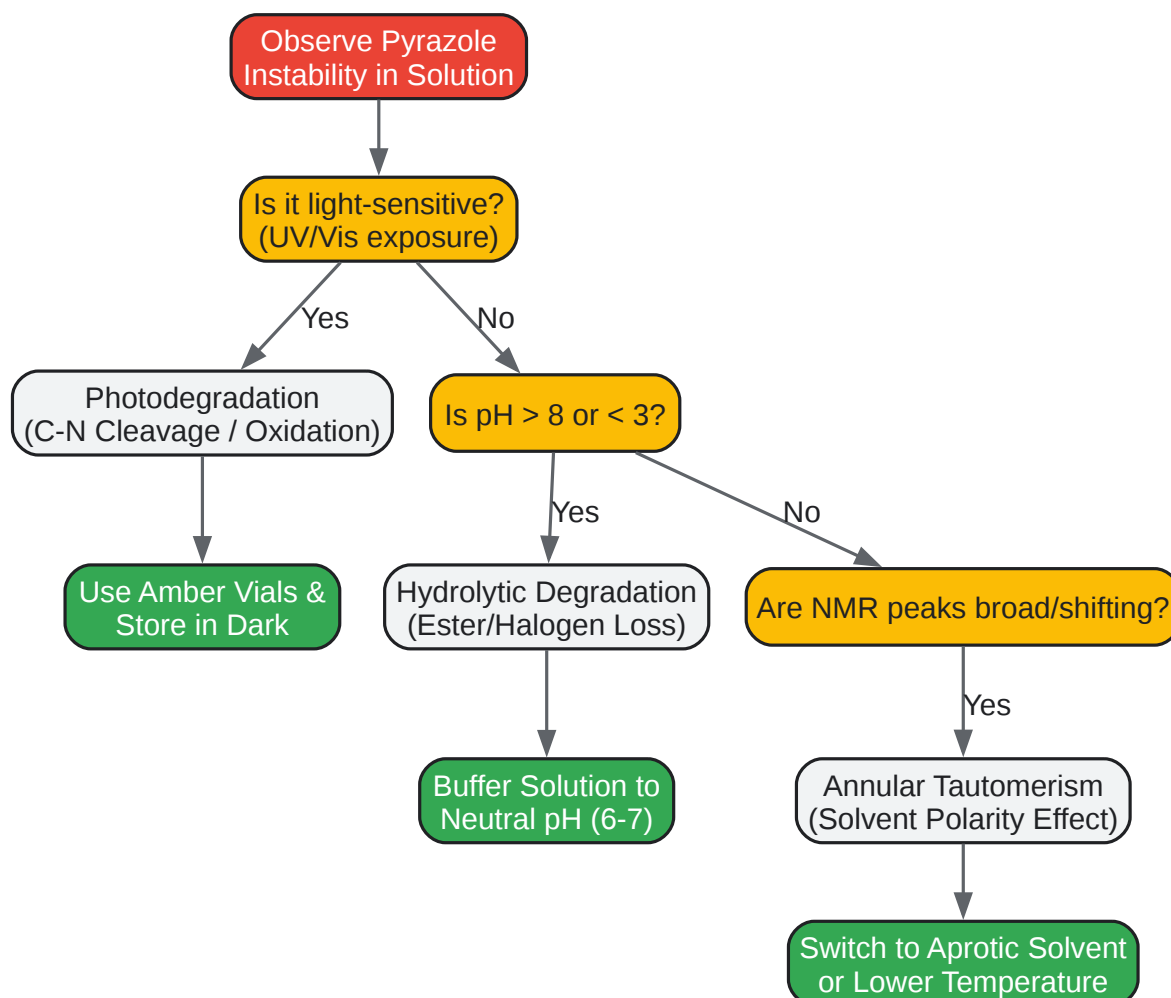 Observe Pyrazole
Instability in Solution
Is it light-sensitive?
(UV/Vis exposure)
Yes
No
Photodegradation
(C-N Cleavage / Oxidation)
Is pH > 8 or < 3?
Yes
No
Use Amber Vials &
Store in Dark
Hydrolytic Degradation
(Ester/Halogen Loss)
Are NMR peaks broad/shifting?
Yes
Buffer Solution to
Neutral pH (6-7)
Annular Tautomerism
(Solvent Polarity Effect)
Switch to Aprotic Solvent
or Lower Temperature